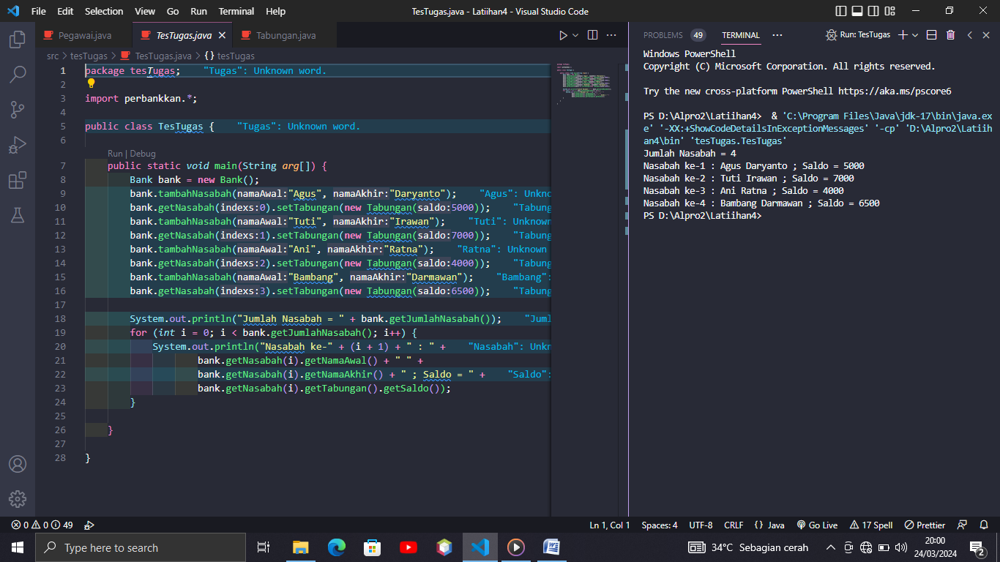 File Edit Selection View Go Run Terminal Help TesTugas.java - Latiihan4 - Visual Studio Code
Pegawai.java TesTugas.java Tabungan.java
src > tesTugas > TesTugas.java > {} tesTugas
1 package tesTugas; "Tugas": Unknown word.
2
3 import perbankkan.*;
4
5 public class TesTugas { "Tugas": Unknown word.
6
Run | Debug
7 public static void main(String arg[]) {
8 Bank bank = new Bank();
9 bank.tambahNasabah(namaAwal:"Agus", namaAkhir:"Daryanto"); "Agus": Unkno
10 bank.getNasabah(indexs:0).setTabungan(new Tabungan(saldo:5000)); "Tabung
11 bank.tambahNasabah(namaAwal:"Tuti", namaAkhir:"Irawan"); "Tuti": Unknown
12 bank.getNasabah(indexs:1).setTabungan(new Tabungan(saldo:7000)); "Tabung
13 bank.tambahNasabah(namaAwal:"Ani", namaAkhir:"Ratna"); "Ratna": Unknown
14 bank.getNasabah(indexs:2).setTabungan(new Tabungan(saldo:4000)); "Tabung
15 bank.tambahNasabah(namaAwal:"Bambang", namaAkhir:"Darmawan"); "Bambang":
16 bank.getNasabah(indexs:3).setTabungan(new Tabungan(saldo:6500)); "Tabung
17
18 System.out.println("Jumlah Nasabah = " + bank.getJumlahNasabah()); "Juml
19 for (int i = 0; i < bank.getJumlahNasabah(); i++) {
20 System.out.println("Nasabah ke-" + (i + 1) + " : " + "Nasabah": Unkn
21 bank.getNasabah(i).getNamaAwal() + " " +
22 bank.getNasabah(i).getNamaAkhir() + " ; Saldo = " + "Saldo":
23 bank.getNasabah(i).getTabungan().getSaldo());
24 }
25
26 }
27
28 }
PROBLEMS 49 TERMINAL ... Run: TesTugas
Windows PowerShell
Copyright (C) Microsoft Corporation. All rights reserved.
Try the new cross-platform PowerShell https://aka.ms/pscore6
PS D:\Alpro2\Latiihan4> & 'C:\Program Files\Java\jdk-17\bin\java.ex
e' '-XX:+ShowCodeDetailsInExceptionMessages' '-cp' 'D:\Alpro2\Latiih
an4\bin' 'tesTugas.TesTugas'
Jumlah Nasabah = 4
Nasabah ke-1 : Agus Daryanto ; Saldo = 5000
Nasabah ke-2 : Tuti Irawan ; Saldo = 7000
Nasabah ke-3 : Ani Ratna ; Saldo = 4000
Nasabah ke-4 : Bambang Darmawan ; Saldo = 6500
PS D:\Alpro2\Latiihan4>
0 0 49 Ln 1, Col 1 Spaces: 4 UTF-8 CRLF {} Java Go Live 17 Spell Prettier
Type here to search 34°C Sebagian cerah 20:00
24/03/2024 2